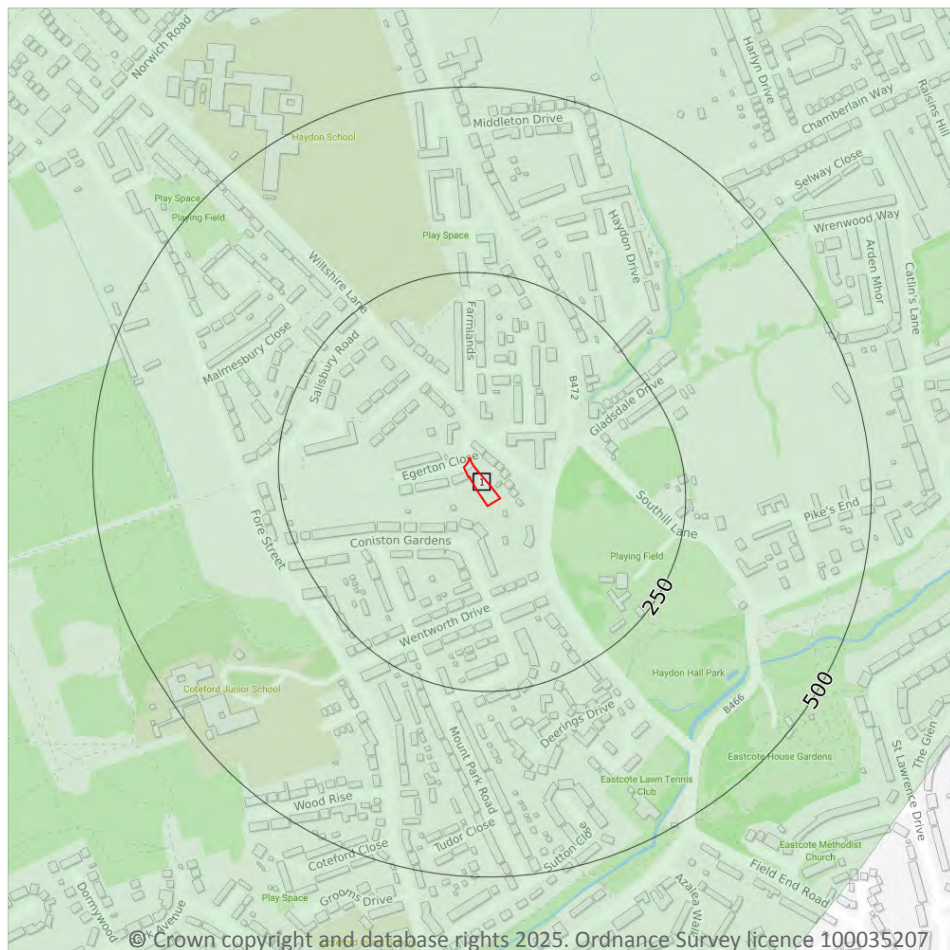 Norwich Road
Haydon School
Middleton Drive
Harlyn Drive
Chamberlain Way
Raisins Hill
Selway Close
Wrenwood Way
Arden Mhor
Catlin's Lane
Play Space
Playing Field
Play Space
Haydon Drive
Wiltshire Lane
Farmlands
Malmesbury Close
Salisbury Road
B472
Gladsdale Drive
Egerton Close
1
Southill Lane
Pike's End
Fore Street
Coniston Gardens
Playing Field
250
Wentworth Drive
Haydon Hall Park
500
Coteford Junior School
B466
Deerings Drive
Mount Park Road
Eastcote House Gardens
St Lawrence Drive
The Glen
Eastcote Lawn Tennis
Club
Wood Rise
Tudor Close
Sutton Close
Coteford Close
Eastcote Methodist
Church
Field End Road
Azalea Walk
Play Space
Grooms Drive
Dormywood
© Crown copyright and database rights 2025. Ordnance Survey licence 100035207